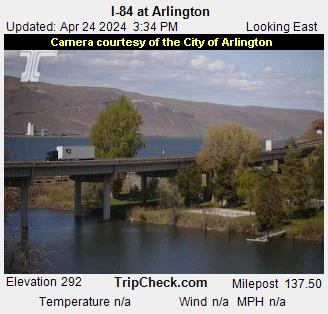 I-84 at Arlington
Updated: Apr 24 2024 3:34 PM Looking East
Camera courtesy of the City of Arlington
Elevation 292 TripCheck.com Milepost 137.50
Temperature n/a Wind n/a MPH n/a